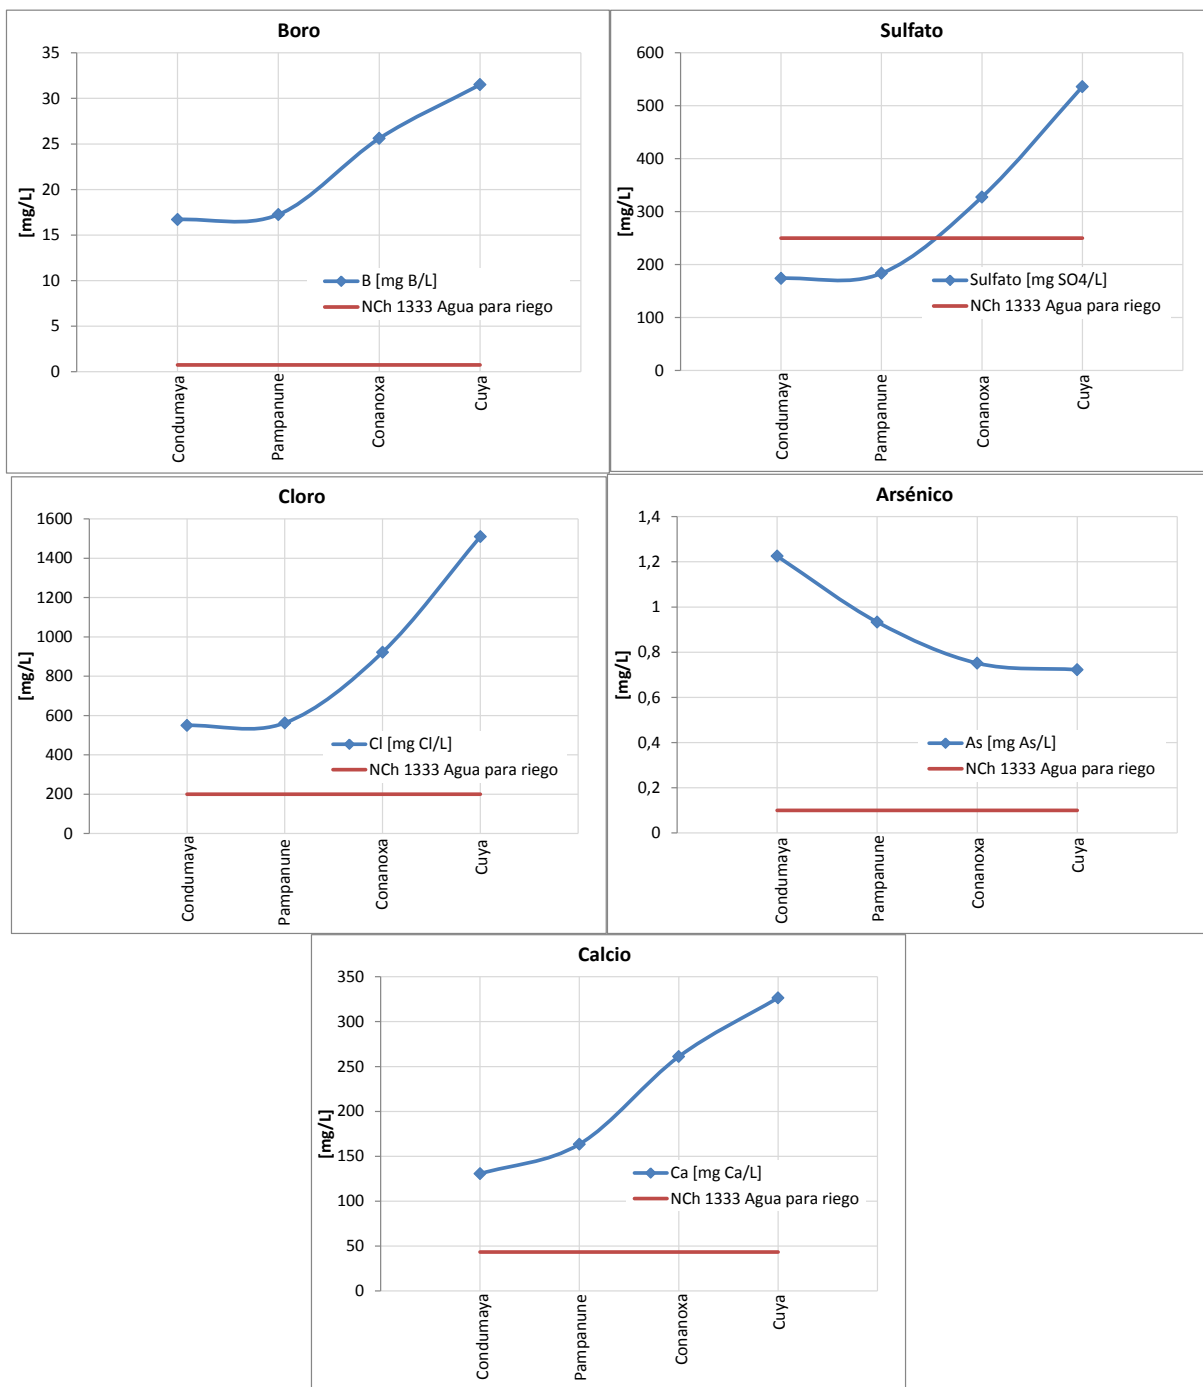 Boro
35
30
25
20
15
10
5
0
[mg/L]
B [mg B/L]
NCh 1333 Agua para riego
Condumaya
Pampanune
Conanoxa
Cuya
Sulfato
600
500
400
300
200
100
0
[mg/L]
Sulfato [mg SO4/L]
NCh 1333 Agua para riego
Condumaya
Pampanune
Conanoxa
Cuya
Cloro
1600
1400
1200
1000
800
600
400
200
0
[mg/L]
Cl [mg Cl/L]
NCh 1333 Agua para riego
Condumaya
Pampanune
Conanoxa
Cuya
Arsénico
1,4
1,2
1
0,8
0,6
0,4
0,2
0
[mg/L]
As [mg As/L]
NCh 1333 Agua para riego
Condumaya
Pampanune
Conanoxa
Cuya
Calcio
350
300
250
200
150
100
50
0
[mg/L]
Ca [mg Ca/L]
NCh 1333 Agua para riego
Condumaya
Pampanune
Conanoxa
Cuya